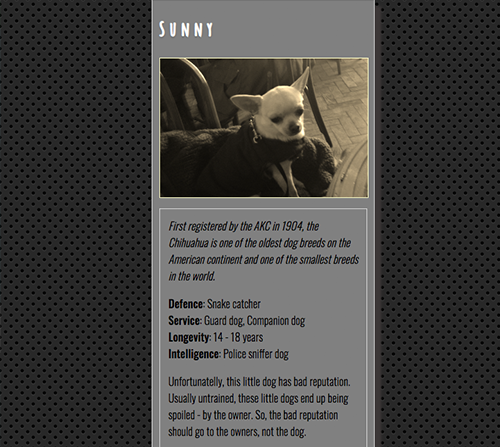 Sunny
First registered by the AKC in 1904, the
Chihuahua is one of the oldest dog breeds on the
American continent and one of the smallest breeds
in the world.
Defence: Snake catcher
Service: Guard dog, Companion dog
Longevity: 14 - 18 years
Intelligence: Police sniffer dog
Unfortunatelly, this little dog has bad reputation.
Usually untrained, these little dogs end up being
spoiled - by the owner. So, the bad reputation
should go to the owners, not the dog.